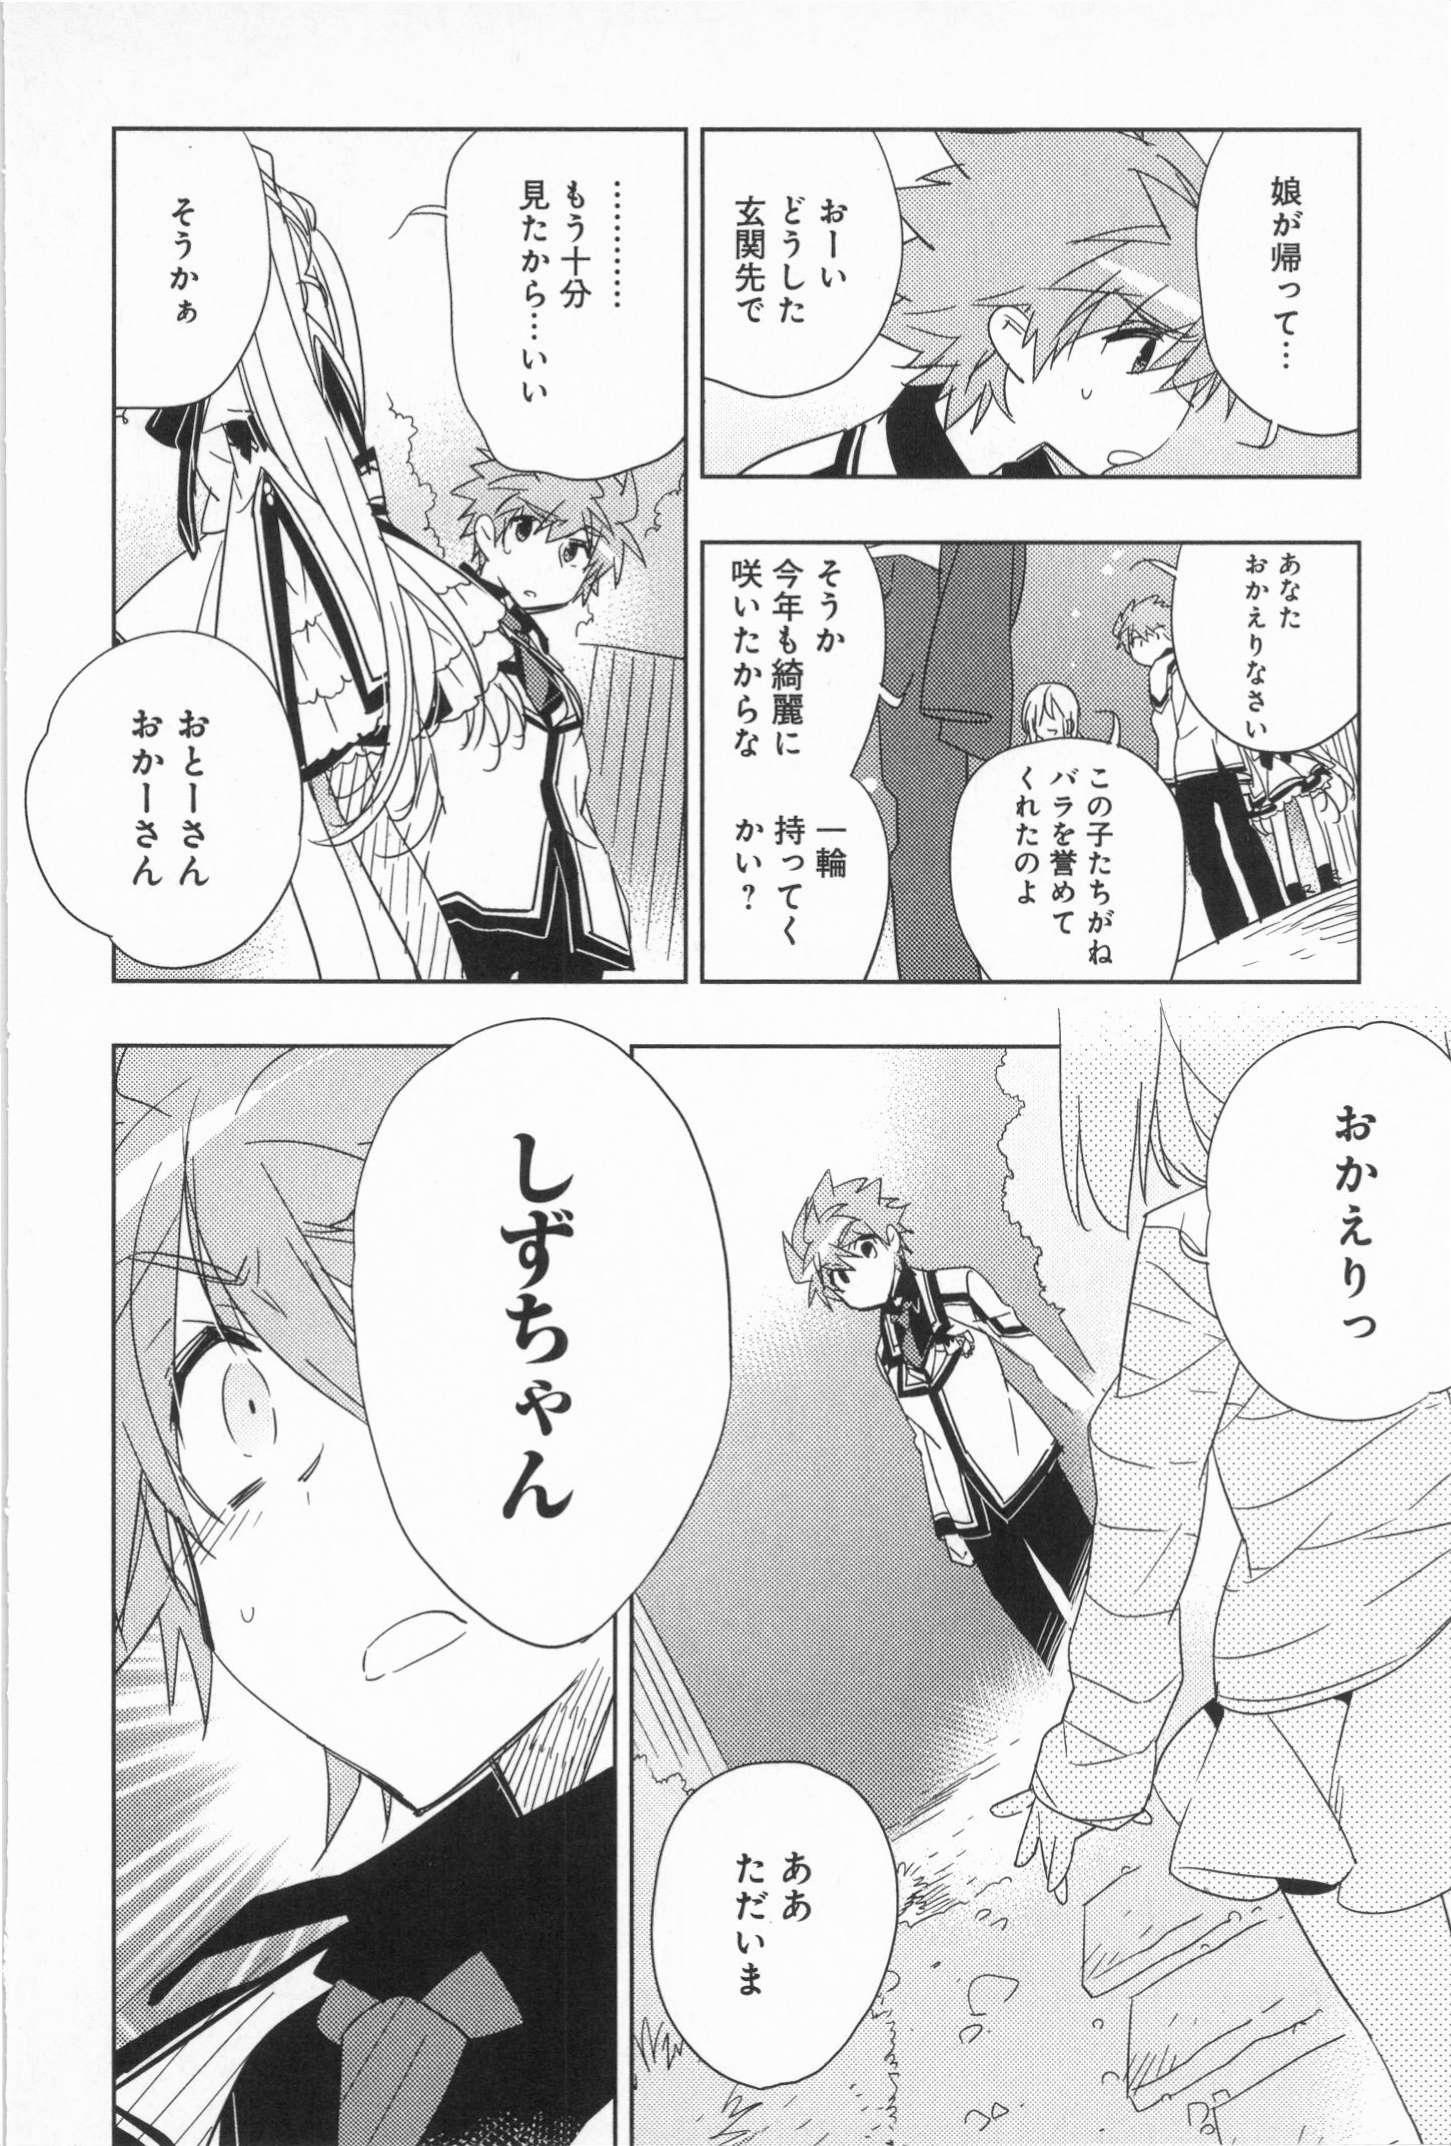 娘が帰って…
おーい
どうした
玄関先で
あなた
おかえりなさい
この子たちがね
バラを誉めて
くれたのよ
そうか
今年も綺麗に
咲いたからな
一輪
持ってく
かい？
…………
もう十分
見たから…いい
そうかぁ
おとーさん
おかーさん
おかえりっ
ああ
ただいま
しずちゃん